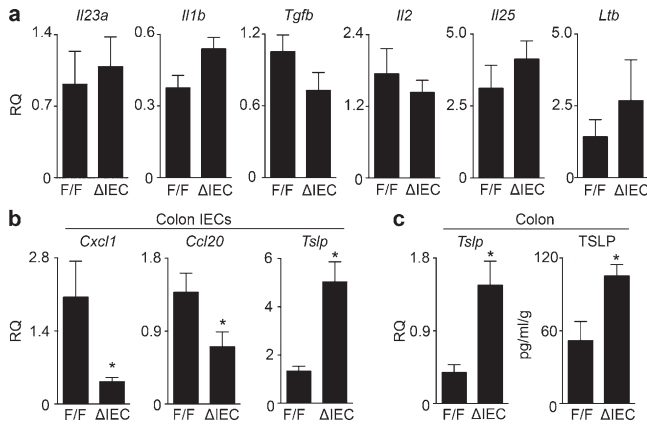 a
Il23a Il1b Tgfb Il2 Il25 Ltb
1.4 0.6 1.2 2.4 5.0 5.0
RQ 0.7 0.3 0.6 1.2 2.5 2.5
0 0 0 0 0 0
F/F ΔIEC F/F ΔIEC F/F ΔIEC F/F ΔIEC F/F ΔIEC F/F ΔIEC
b Colon IECs c Colon
Cxcl1 Ccl20 Tslp Tslp TSLP
2.8 1.8 6 * 1.8 * 120 *
4
RQ 1.4 0.9 * RQ 0.9 pg/ml/g 60
2
*
0 0 0 0 0
F/F ΔIEC F/F ΔIEC F/F ΔIEC F/F ΔIEC F/F ΔIEC